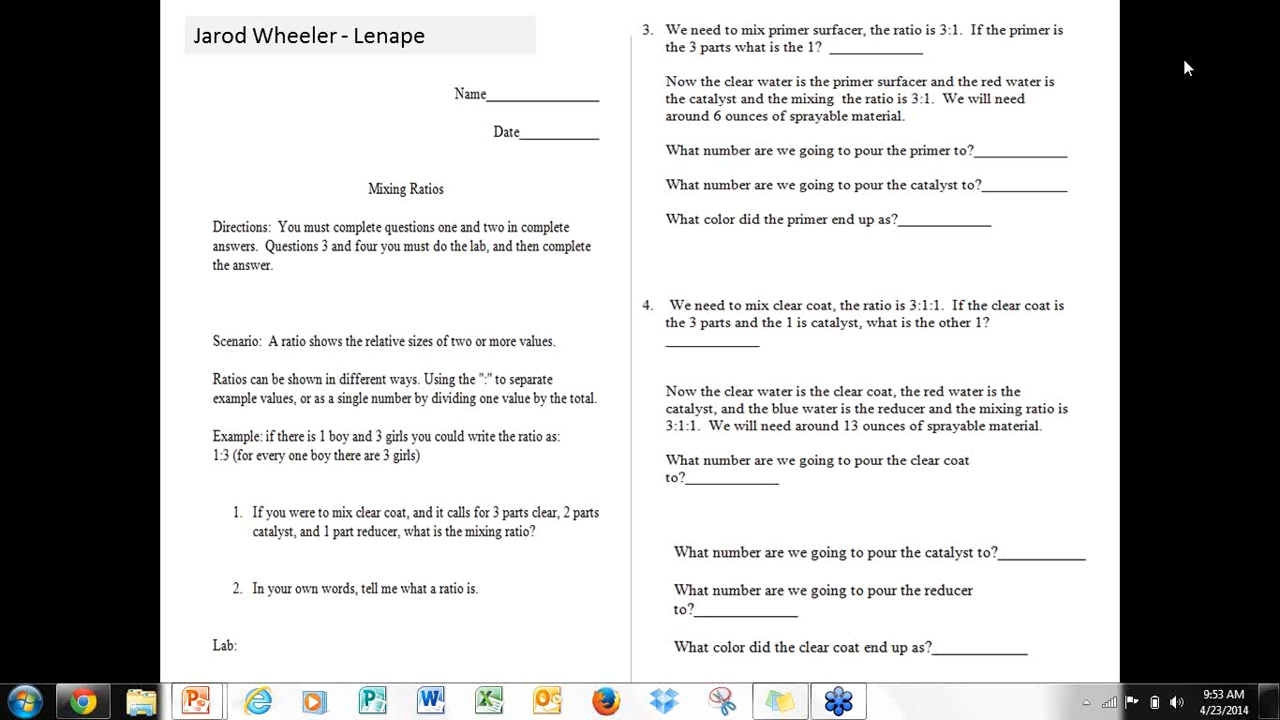 Jarod Wheeler - Lenape
Name______________
Date__________
Mixing Ratios
Directions:  You must complete questions one and two in complete
answers.  Questions 3 and four you must do the lab, and then complete
the answer.
Scenario:  A ratio shows the relative sizes of two or more values.
Ratios can be shown in different ways. Using the ":" to separate
example values, or as a single number by dividing one value by the total.
Example: if there is 1 boy and 3 girls you could write the ratio as:
1:3 (for every one boy there are 3 girls)
1. If you were to mix clear coat, and it calls for 3 parts clear, 2 parts
catalyst, and 1 part reducer, what is the mixing ratio?
2. In your own words, tell me what a ratio is.
Lab:
3. We need to mix primer surfacer, the ratio is 3:1.  If the primer is
the 3 parts what is the 1? ____________
Now the clear water is the primer surfacer and the red water is
the catalyst and the mixing  the ratio is 3:1.  We will need
around 6 ounces of sprayable material.
What number are we going to pour the primer to?____________
What number are we going to pour the catalyst to?___________
What color did the primer end up as?____________
4. We need to mix clear coat, the ratio is 3:1:1.  If the clear coat is
the 3 parts and the 1 is catalyst, what is the other 1?
____________
Now the clear water is the clear coat, the red water is the
catalyst, and the blue water is the reducer and the mixing ratio is
3:1:1.  We will need around 13 ounces of sprayable material.
What number are we going to pour the clear coat
to?____________
What number are we going to pour the catalyst to?___________
What number are we going to pour the reducer
to?_____________
What color did the clear coat end up as?____________
9:53 AM
4/23/2014